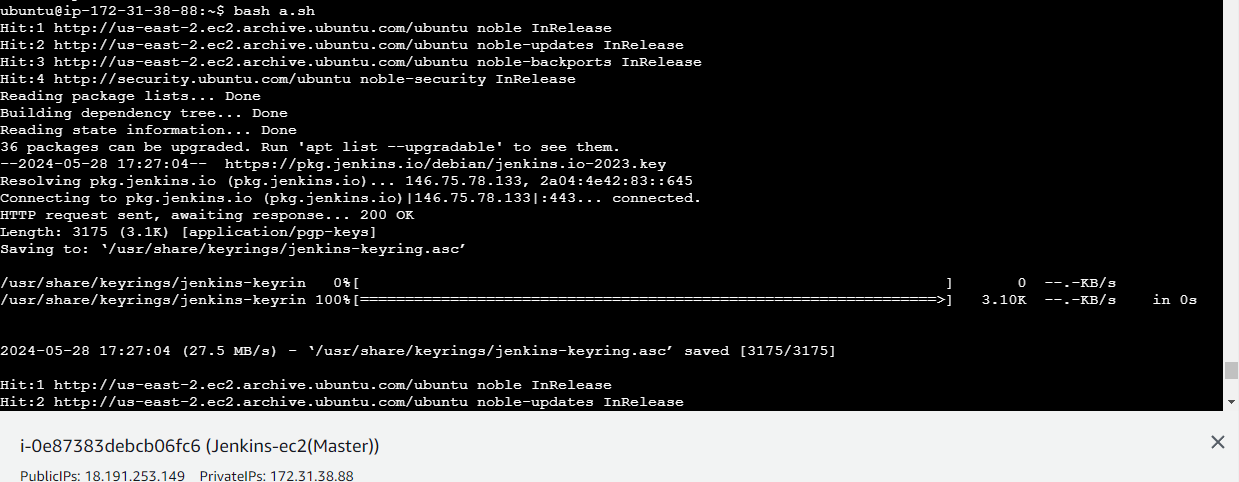 ubuntu@ip-172-31-38-88:~$ bash a.sh
Hit:1 http://us-east-2.ec2.archive.ubuntu.com/ubuntu noble InRelease
Hit:2 http://us-east-2.ec2.archive.ubuntu.com/ubuntu noble-updates InRelease
Hit:3 http://us-east-2.ec2.archive.ubuntu.com/ubuntu noble-backports InRelease
Hit:4 http://security.ubuntu.com/ubuntu noble-security InRelease
Reading package lists... Done
Building dependency tree... Done
Reading state information... Done
36 packages can be upgraded. Run 'apt list --upgradable' to see them.
--2024-05-28 17:27:04--  https://pkg.jenkins.io/debian/jenkins.io-2023.key
Resolving pkg.jenkins.io (pkg.jenkins.io)... 146.75.78.133, 2a04:4e42:83::645
Connecting to pkg.jenkins.io (pkg.jenkins.io)|146.75.78.133|:443... connected.
HTTP request sent, awaiting response... 200 OK
Length: 3175 (3.1K) [application/pgp-keys]
Saving to: ‘/usr/share/keyrings/jenkins-keyring.asc’
/usr/share/keyrings/jenkins-keyrin   0%[                                                                 ]       0  --.-KB/s
/usr/share/keyrings/jenkins-keyrin 100%[================================================================>]   3.10K  --.-KB/s    in 0s
2024-05-28 17:27:04 (27.5 MB/s) - ‘/usr/share/keyrings/jenkins-keyring.asc’ saved [3175/3175]
Hit:1 http://us-east-2.ec2.archive.ubuntu.com/ubuntu noble InRelease
Hit:2 http://us-east-2.ec2.archive.ubuntu.com/ubuntu noble-updates InRelease
i-0e87383debcb06fc6 (Jenkins-ec2(Master))
PublicIPs: 18.191.253.149   PrivateIPs: 172.31.38.88